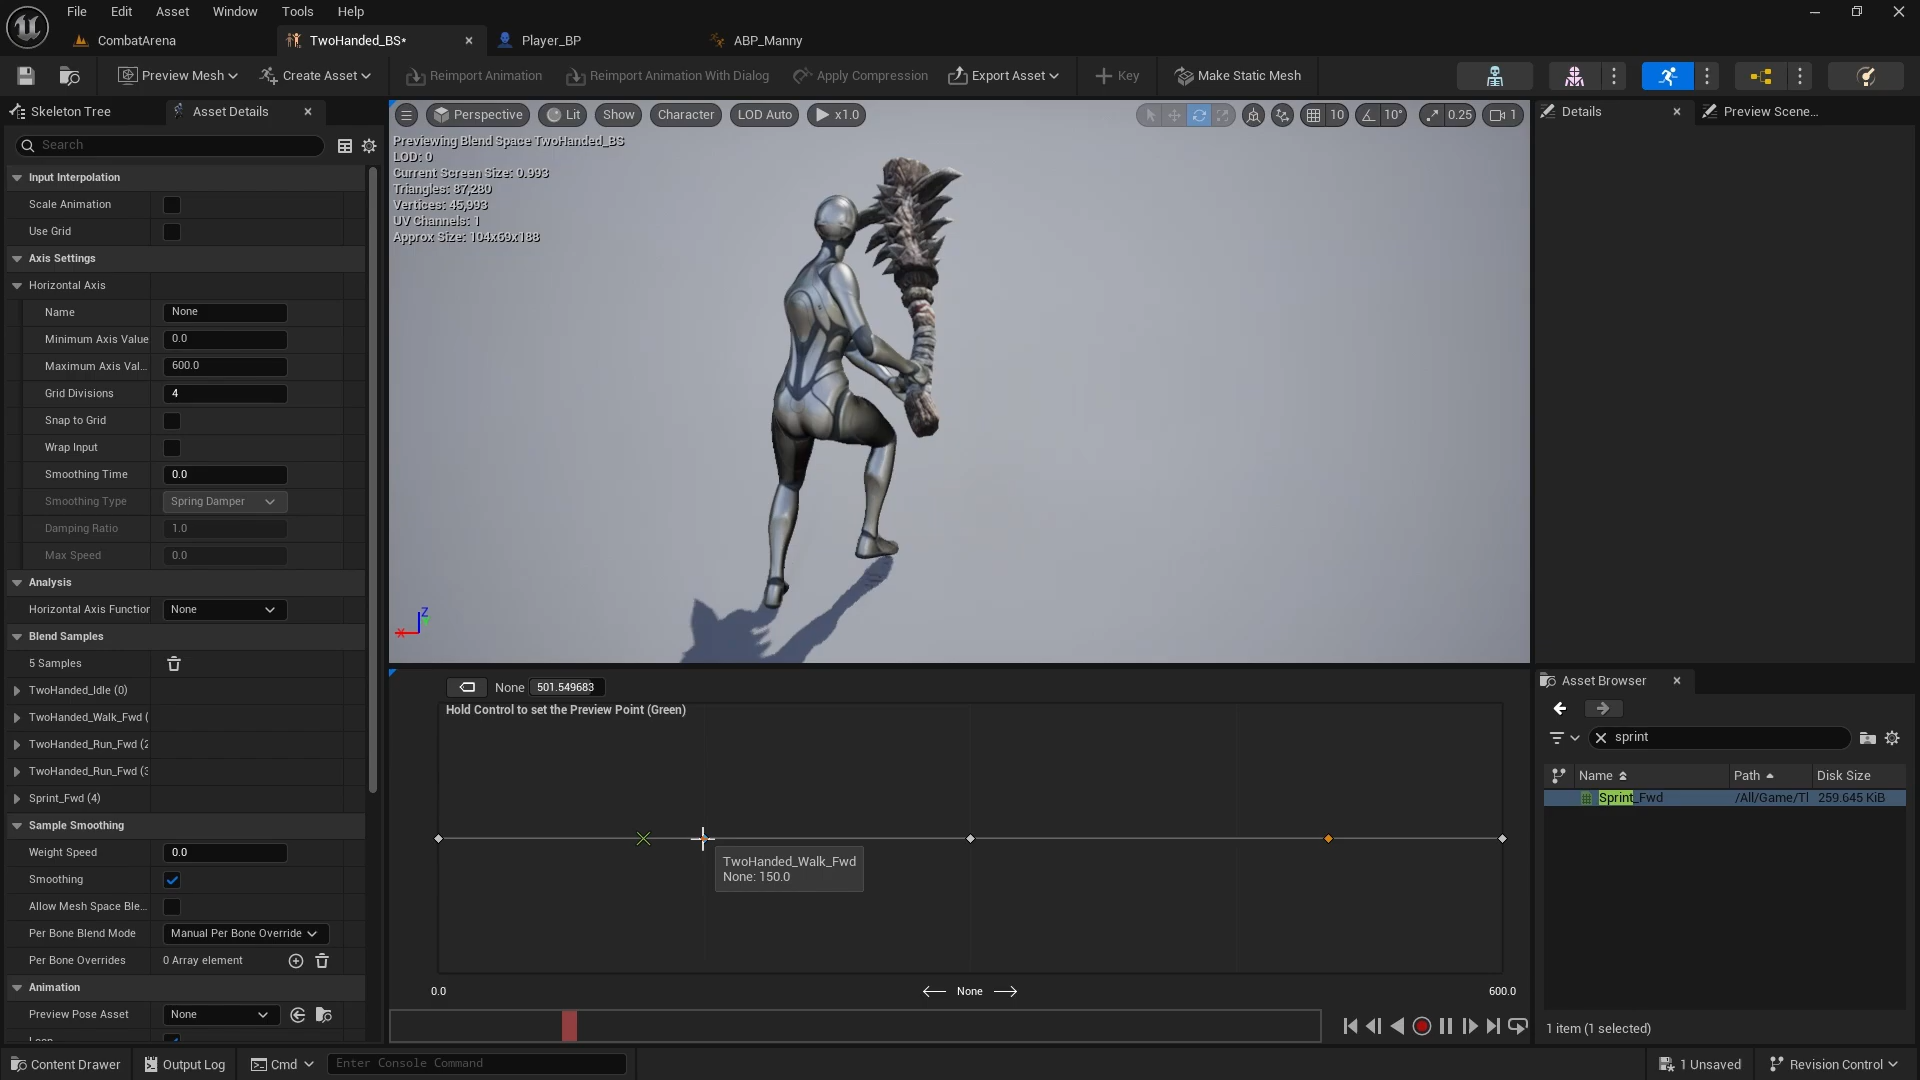 File Edit Asset Window Tools Help
CombatArena TwoHanded_BS* Player_BP ABP_Manny
Preview Mesh Create Asset Reimport Animation Reimport Animation With Dialog Apply Compression Export Asset Key Make Static Mesh
Skeleton Tree Asset Details
Search
Input Interpolation
Scale Animation
Use Grid
Axis Settings
Horizontal Axis
Name None
Minimum Axis Value 0.0
Maximum Axis Val... 600.0
Grid Divisions 4
Snap to Grid
Wrap Input
Smoothing Time 0.0
Smoothing Type Spring Damper
Damping Ratio 1.0
Max Speed 0.0
Analysis
Horizontal Axis Function None
Blend Samples
5 Samples
TwoHanded_Idle (0)
TwoHanded_Walk_Fwd (
TwoHanded_Run_Fwd (2
TwoHanded_Run_Fwd (3
Sprint_Fwd (4)
Sample Smoothing
Weight Speed 0.0
Smoothing
Allow Mesh Space Ble...
Per Bone Blend Mode Manual Per Bone Override
Per Bone Overrides 0 Array element
Animation
Preview Pose Asset None
Loop
Perspective Lit Show Character LOD Auto x1.0 10 10° 0.25 1
Previewing Blend Space TwoHanded_BS
LOD: 0
Current Screen Size: 0.993
Triangles: 87,280
Vertices: 45,993
UV Channels: 1
Approx Size: 104x69x188
Z
X
None 501.549683
Hold Control to set the Preview Point (Green)
TwoHanded_Walk_Fwd
None: 150.0
0.0 None 600.0
Details Preview Scene...
Asset Browser
sprint
Name Path Disk Size
Sprint_Fwd /All/Game/Tl 259.645 KiB
1 item (1 selected)
Content Drawer Output Log Cmd Enter Console Command 1 Unsaved Revision Control